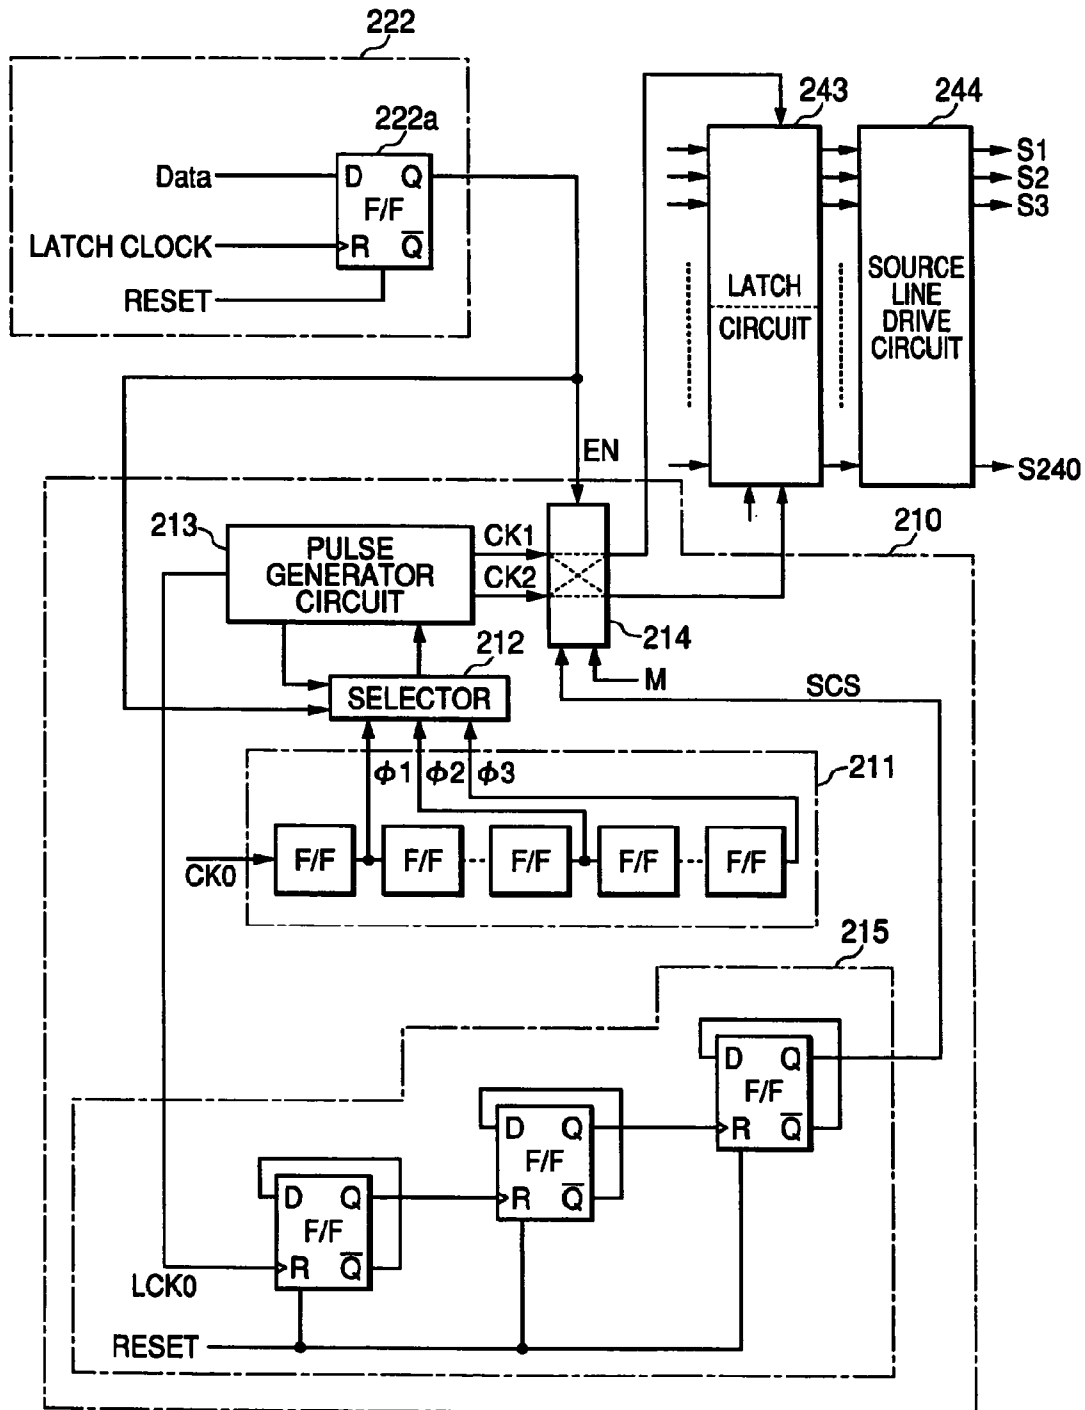 222
222a
Data
D Q
F/F
LATCH CLOCK
R Q
RESET
243
244
S1
S2
S3
LATCH
CIRCUIT
SOURCE
LINE
DRIVE
CIRCUIT
S240
EN
210
213
PULSE
GENERATOR
CIRCUIT
CK1
CK2
214
212
SELECTOR
M
SCS
ϕ1
ϕ2
ϕ3
211
F/F
F/F
F/F
F/F
F/F
CK0
215
D Q
F/F
R Q
D Q
F/F
R Q
D Q
F/F
R Q
LCK0
RESET